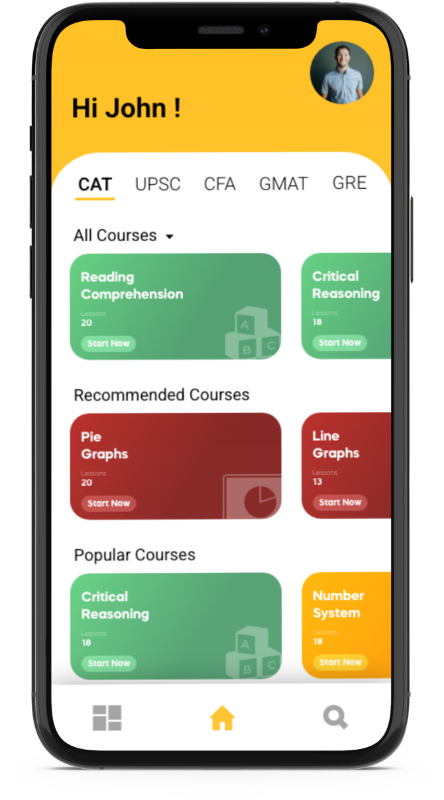 Hi John !
CAT UPSC CFA GMAT GRE
All Courses
Reading
Comprehension
Lessons
20
Start Now
A
B C
Critical
Reasoning
Lessons
18
Start Now
Recommended Courses
Pie
Graphs
Lessons
20
Start Now
Line
Graphs
Lessons
13
Start Now
Popular Courses
Critical
Reasoning
Lessons
18
Start Now
A
B C
Number
System
Lessons
18
Start Now